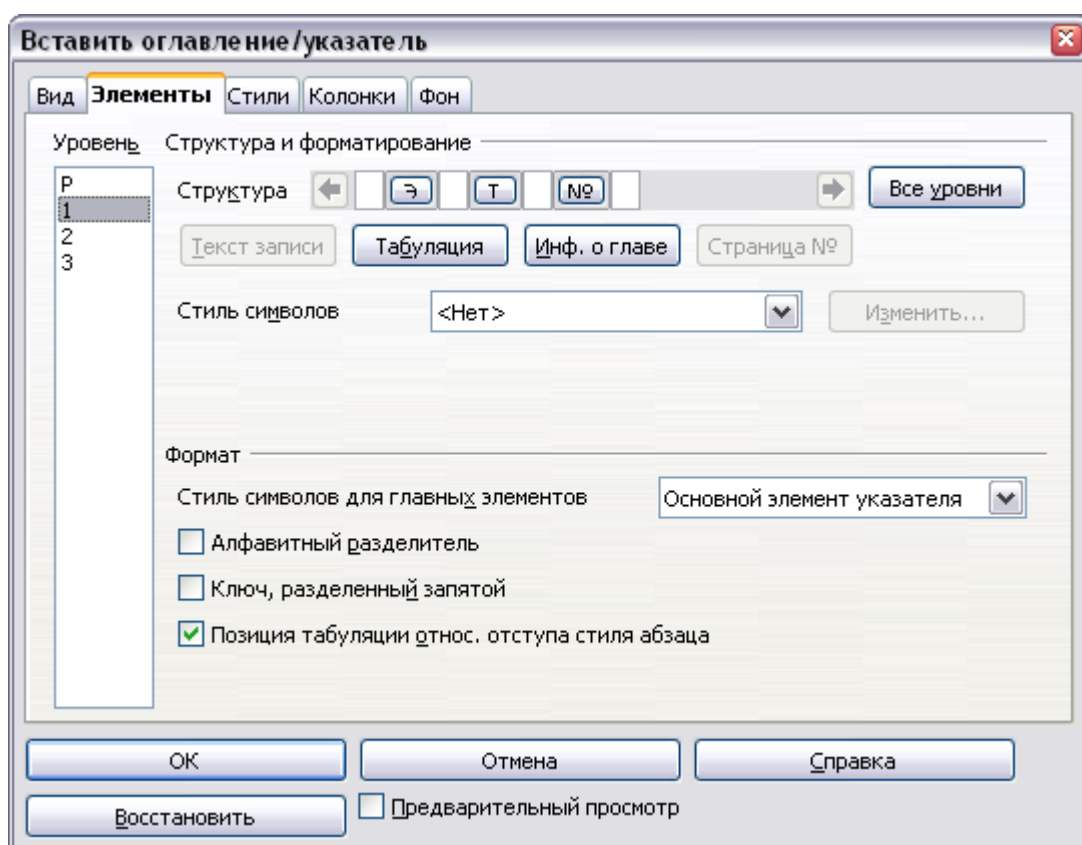 Вставить оглавление/указатель
Вид Элементы Стили Колонки Фон
Уровень Структура и форматирование
Р
1
2
3
Структура Э Т № Все уровни
Текст записи Табуляция Инф. о главе Страница №
Стиль символов <Нет> Изменить...
Формат
Стиль символов для главных элементов Основной элемент указателя
Алфавитный разделитель
Ключ, разделенный запятой
Позиция табуляции относ. отступа стиля абзаца
ОК Отмена Справка
Восстановить Предварительный просмотр